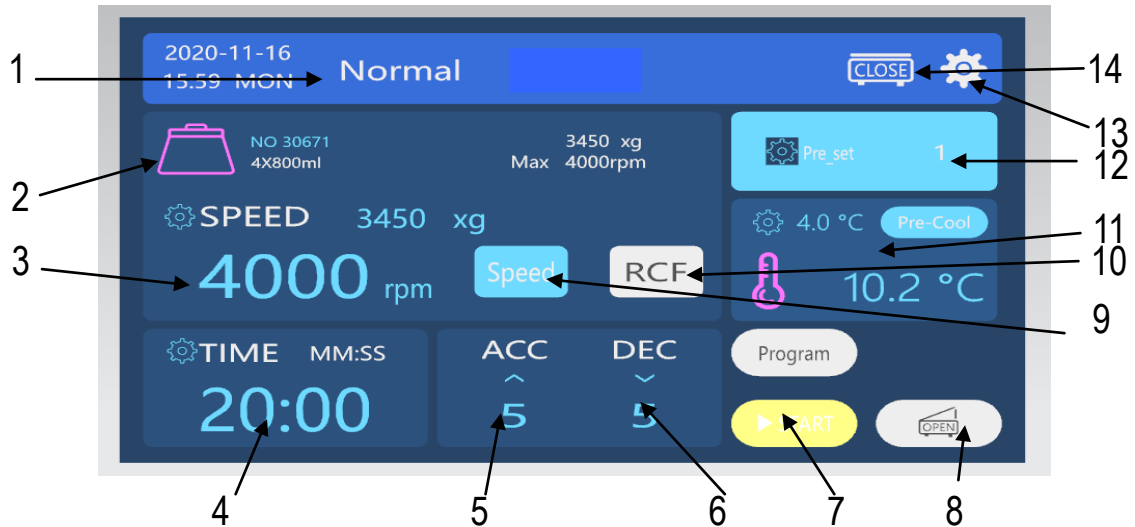 2020-11-16
15.59 MON
Normal
CLOSE
NO 30671
4X800ml
3450 xg
Max 4000rpm
Pre_set 1
SPEED 3450 xg
4000 rpm
Speed
RCF
4.0 °C Pre-Cool
10.2 °C
TIME MM:SS
20:00
ACC DEC
5 5
Program
START
OPEN
1
2
3
4
5
6
7
8
9
10
11
12
13
14